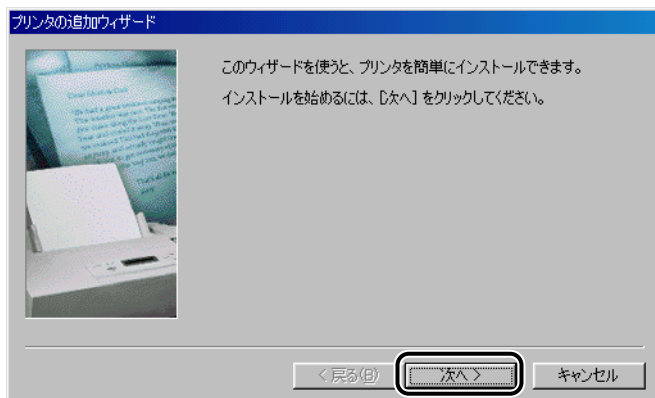 プリンタの追加ウィザード
このウィザードを使うと、プリンタを簡単にインストールできます。
インストールを始めるには、[次へ] をクリックしてください。
< 戻る(B)
次へ >
キャンセル